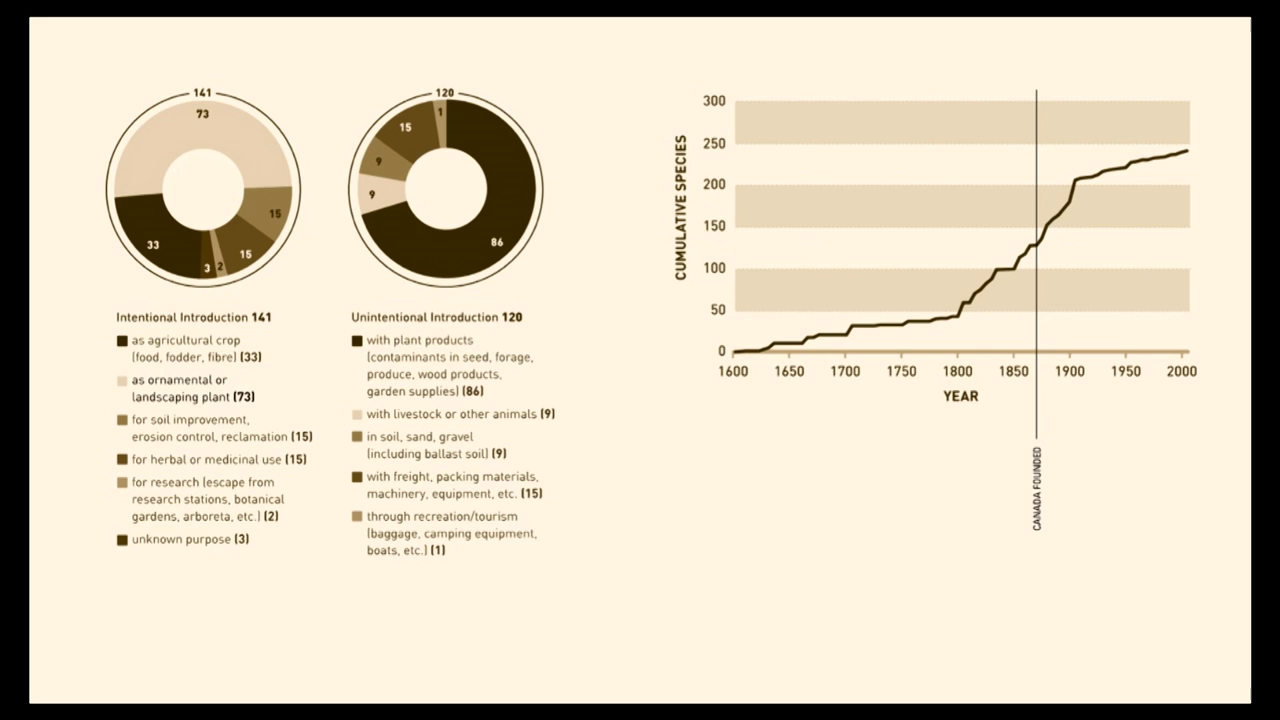 141
73
15
15
2
3
33
120
1
15
9
9
86
Intentional Introduction 141
as agricultural crop
(food, fodder, fibre) (33)
as ornamental or
landscaping plant (73)
for soil improvement,
erosion control, reclamation (15)
for herbal or medicinal use (15)
for research (escape from
research stations, botanical
gardens, arboreta, etc.) (2)
unknown purpose (3)
Unintentional Introduction 120
with plant products
(contaminants in seed, forage,
produce, wood products,
garden supplies) (86)
with livestock or other animals (9)
in soil, sand, gravel
(including ballast soil) (9)
with freight, packing materials,
machinery, equipment, etc. (15)
through recreation/tourism
(baggage, camping equipment,
boats, etc.) (1)
CUMULATIVE SPECIES
300
250
200
150
100
50
0
1600 1650 1700 1750 1800 1850 1900 1950 2000
YEAR
CANADA FOUNDED